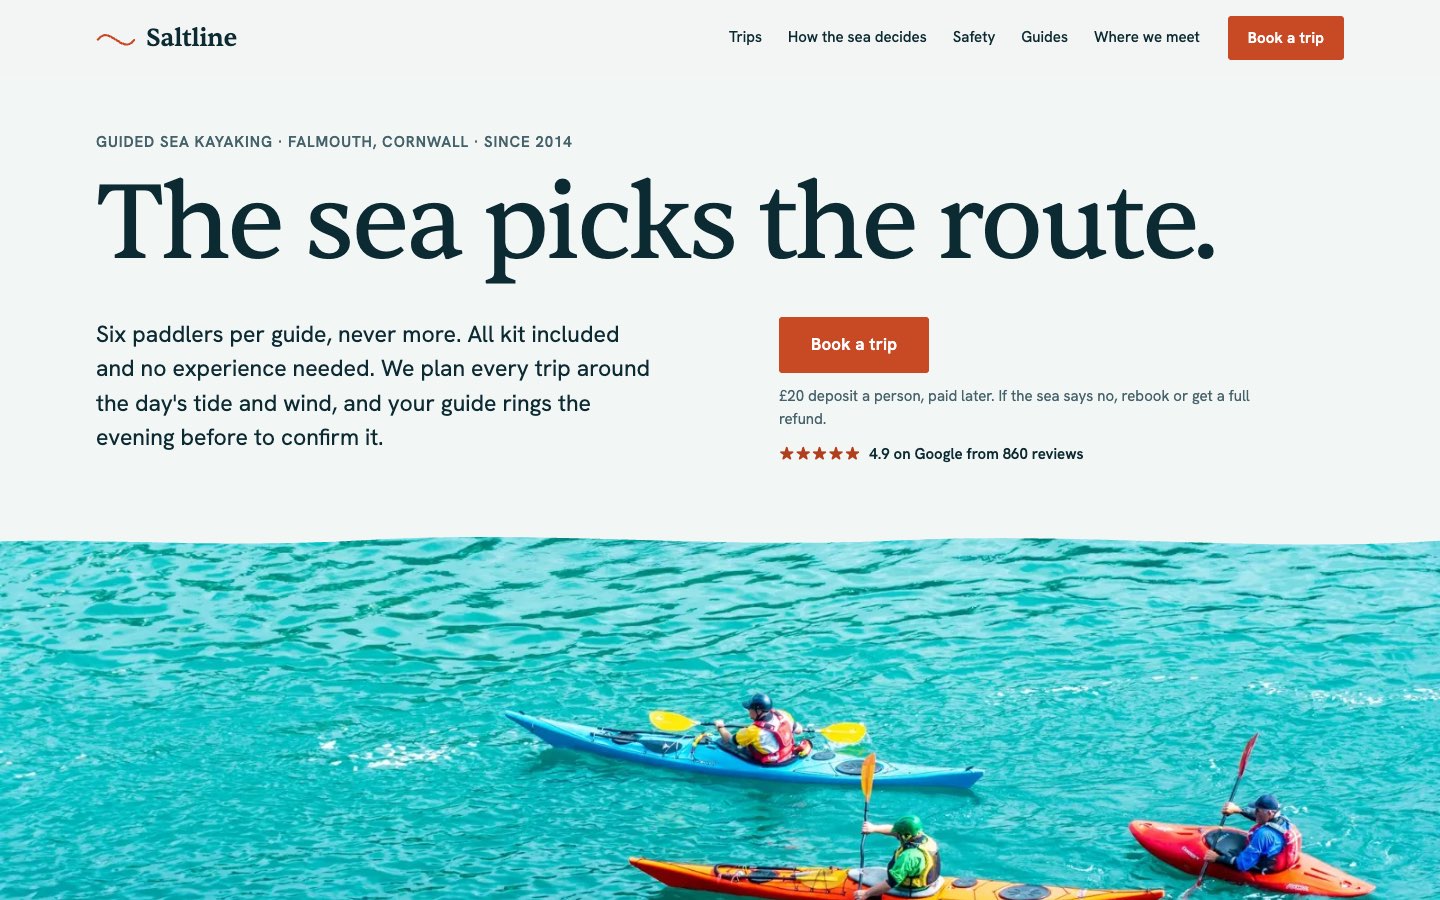 Saltline
Trips
How the sea decides
Safety
Guides
Where we meet
Book a trip
GUIDED SEA KAYAKING · FALMOUTH, CORNWALL · SINCE 2014
The sea picks the route.
Six paddlers per guide, never more. All kit included
and no experience needed. We plan every trip around
the day's tide and wind, and your guide rings the
evening before to confirm it.
Book a trip
£20 deposit a person, paid later. If the sea says no, rebook or get a full
refund.
4.9 on Google from 860 reviews